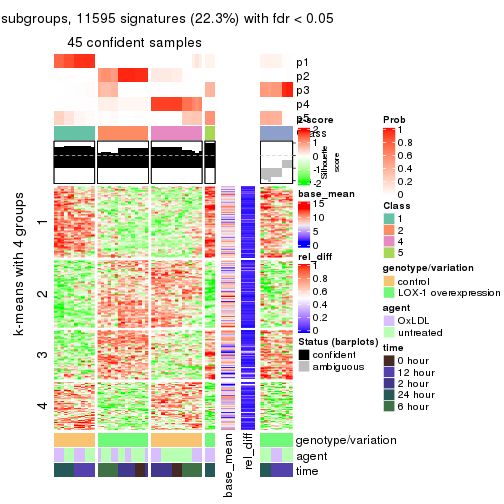 subgroups, 11595 signatures (22.3%) with fdr < 0.05
45 confident samples
p1
p2
p3
p4
p5
z-score
2
1
0
-1
-2
Silhouette
score
Class
Prob
1
0.8
0.6
0.4
0.2
0
Class
1
2
4
5
base_mean
15
10
5
0
rel_diff
1
0.8
0.6
0.4
0.2
0
Status (barplots)
confident
ambiguous
genotype/variation
control
LOX-1 overexpression
agent
OxLDL
untreated
time
0 hour
12 hour
2 hour
24 hour
6 hour
k-means with 4 groups
1
2
3
4
genotype/variation
agent
time
base_mean
rel_diff